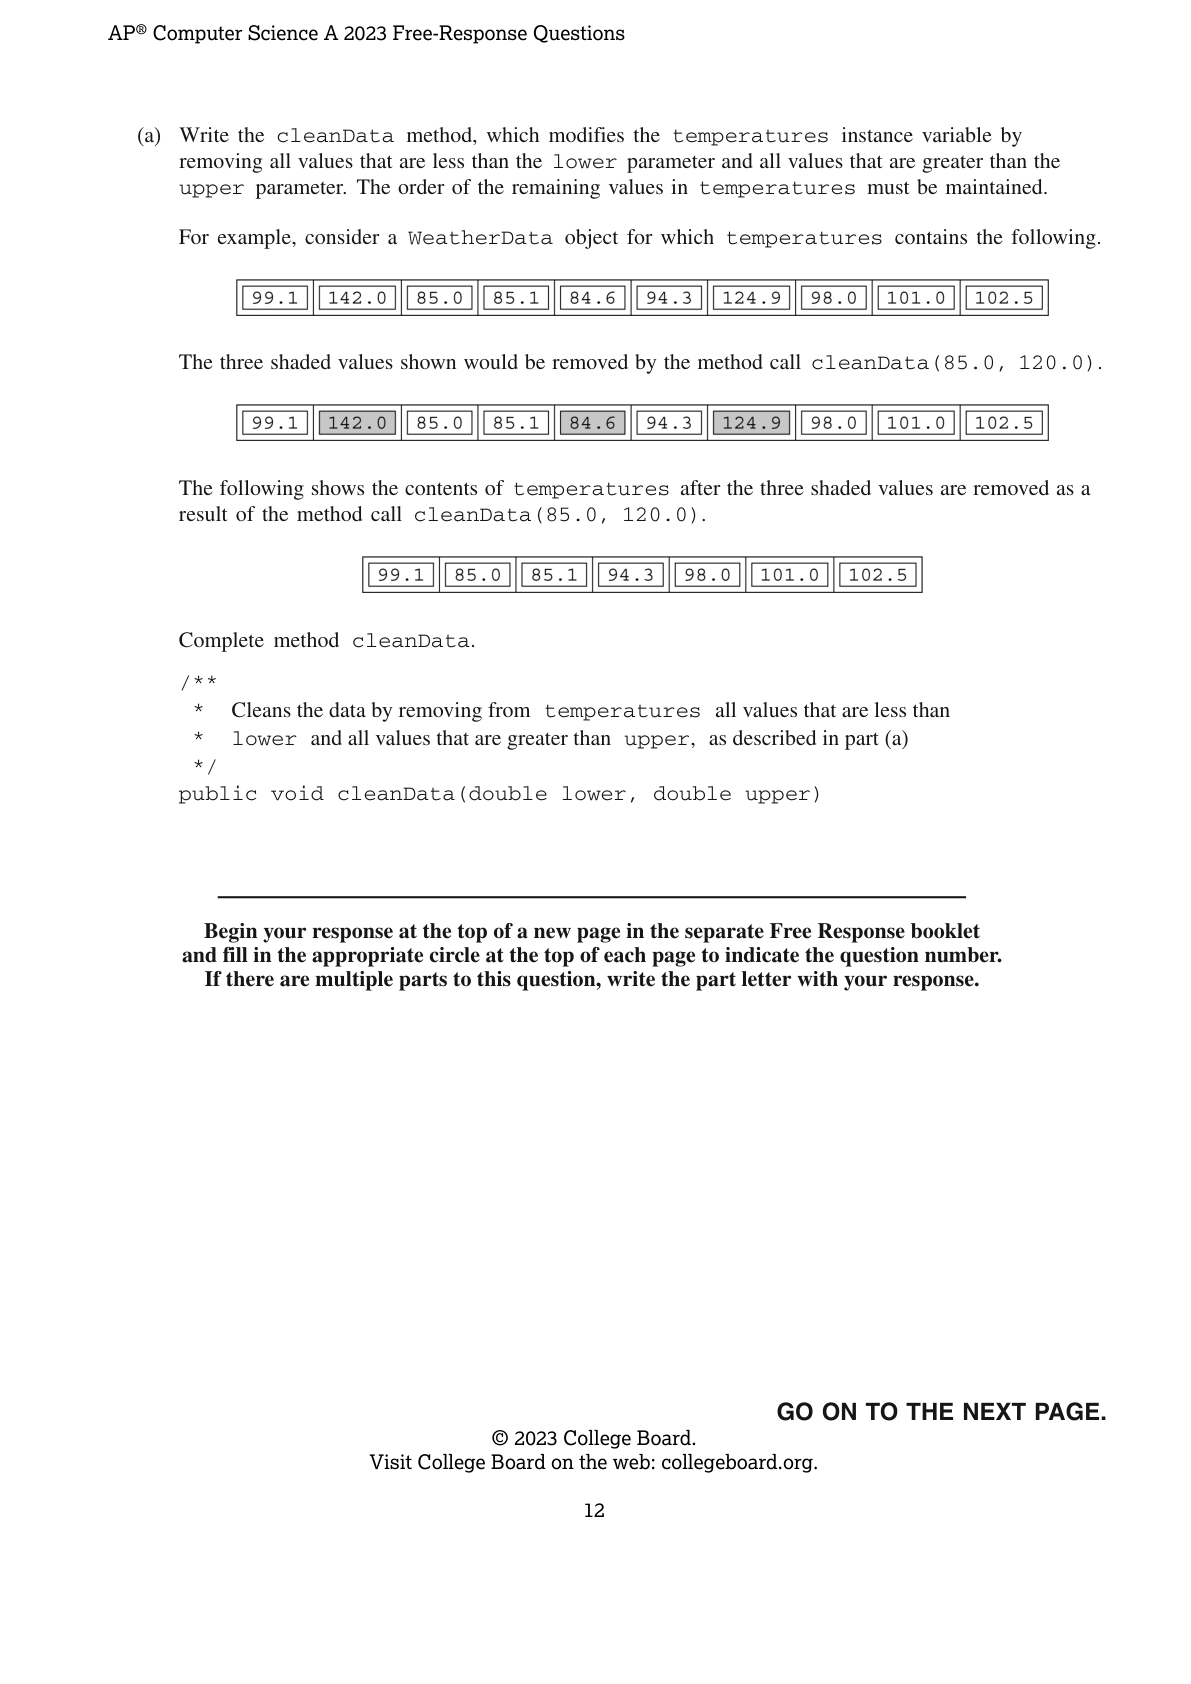 AP® Computer Science A 2023 Free-Response Questions
(a) Write the cleanData method, which modifies the temperatures instance variable by
removing all values that are less than the lower parameter and all values that are greater than the
upper parameter. The order of the remaining values in temperatures must be maintained.
For example, consider a WeatherData object for which temperatures contains the following.
99.1 142.0 85.0 85.1 84.6 94.3 124.9 98.0 101.0 102.5
The three shaded values shown would be removed by the method call cleanData(85.0, 120.0).
99.1 142.0 85.0 85.1 84.6 94.3 124.9 98.0 101.0 102.5
The following shows the contents of temperatures after the three shaded values are removed as a
result of the method call cleanData(85.0, 120.0).
99.1 85.0 85.1 94.3 98.0 101.0 102.5
Complete method cleanData.
/**
* Cleans the data by removing from temperatures all values that are less than
* lower and all values that are greater than upper, as described in part (a)
*/
public void cleanData(double lower, double upper)
Begin your response at the top of a new page in the separate Free Response booklet
and fill in the appropriate circle at the top of each page to indicate the question number.
If there are multiple parts to this question, write the part letter with your response.
GO ON TO THE NEXT PAGE.
© 2023 College Board.
Visit College Board on the web: collegeboard.org.
12